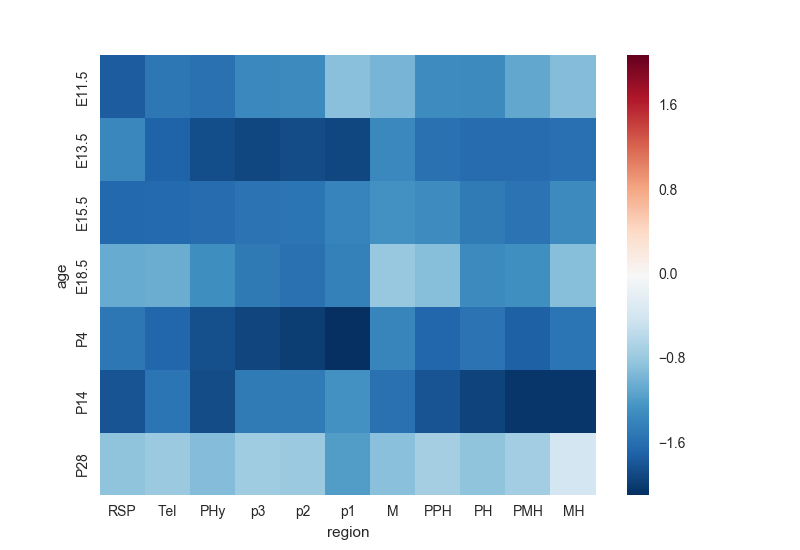 age
E11.5
E13.5
E15.5
E18.5
P4
P14
P28
RSP Tel PHy p3 p2 p1 M PPH PH PMH MH
region
1.6
0.8
0.0
−0.8
−1.6